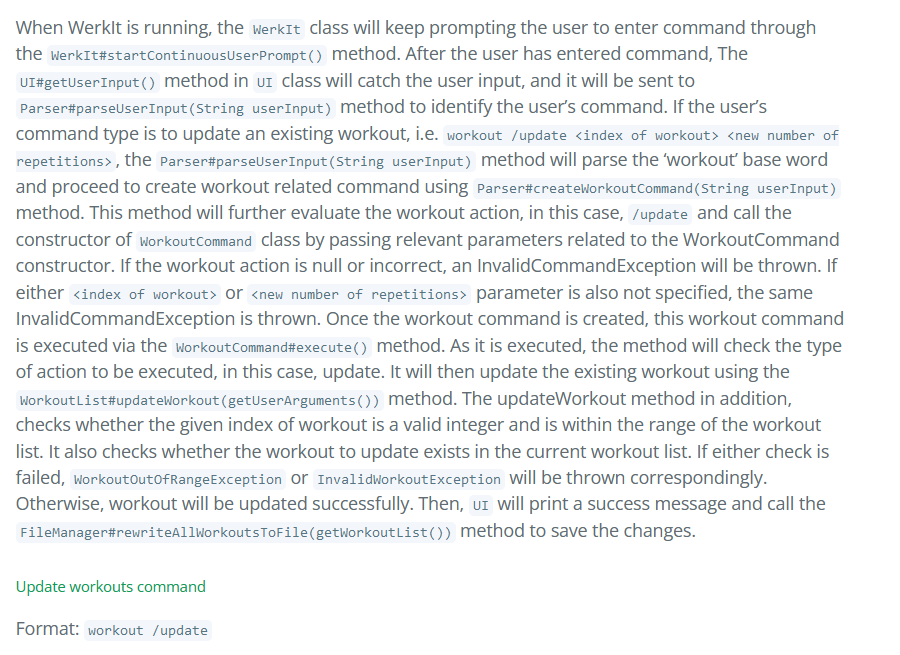 When WerkIt is running, the WerkIt class will keep prompting the user to enter command through
the WerkIt#startContinuousUserPrompt() method. After the user has entered command, The
UI#getUserInput() method in UI class will catch the user input, and it will be sent to
Parser#parseUserInput(String userInput) method to identify the user’s command. If the user’s
command type is to update an existing workout, i.e. workout /update <index of workout> <new number of
repetitions>, the Parser#parseUserInput(String userInput) method will parse the ‘workout’ base word
and proceed to create workout related command using Parser#createWorkoutCommand(String userInput)
method. This method will further evaluate the workout action, in this case, /update and call the
constructor of WorkoutCommand class by passing relevant parameters related to the WorkoutCommand
constructor. If the workout action is null or incorrect, an InvalidCommandException will be thrown. If
either <index of workout> or <new number of repetitions> parameter is also not specified, the same
InvalidCommandException is thrown. Once the workout command is created, this workout command
is executed via the WorkoutCommand#execute() method. As it is executed, the method will check the type
of action to be executed, in this case, update. It will then update the existing workout using the
WorkoutList#updateWorkout(getUserArguments()) method. The updateWorkout method in addition,
checks whether the given index of workout is a valid integer and is within the range of the workout
list. It also checks whether the workout to update exists in the current workout list. If either check is
failed, WorkoutOutOfRangeException or InvalidWorkoutException will be thrown correspondingly.
Otherwise, workout will be updated successfully. Then, UI will print a success message and call the
FileManager#rewriteAllWorkoutsToFile(getWorkoutList()) method to save the changes.
Update workouts command
Format: workout /update